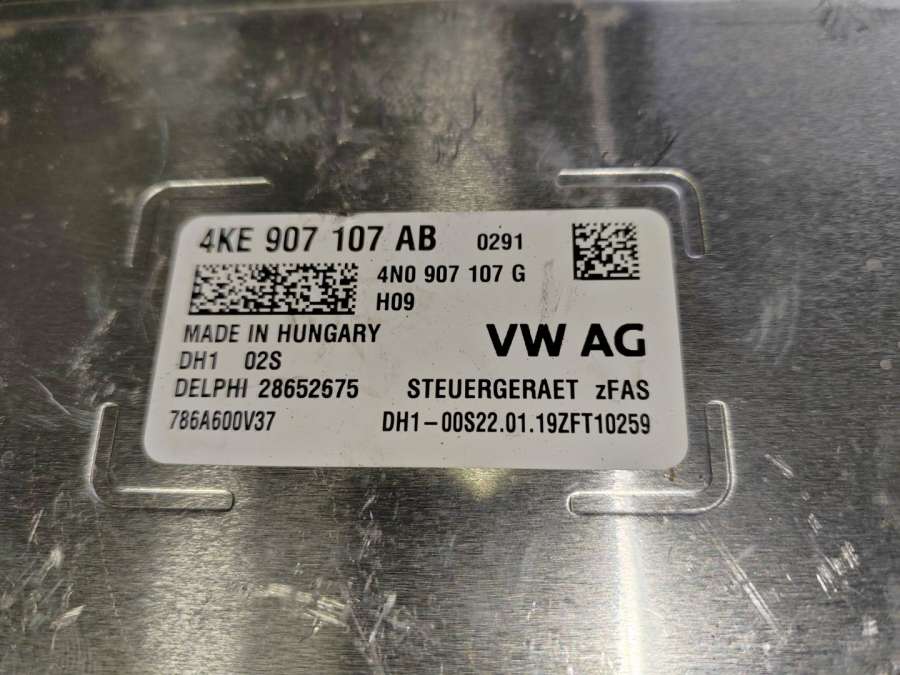 4KE 907 107 AB 0291
4N0 907 107 G
H09
MADE IN HUNGARY
VW AG
DH1 02S
DELPHI 28652675 STEUERGERAET zFAS
786A600V37 DH1-00S22.01.19ZFT10259